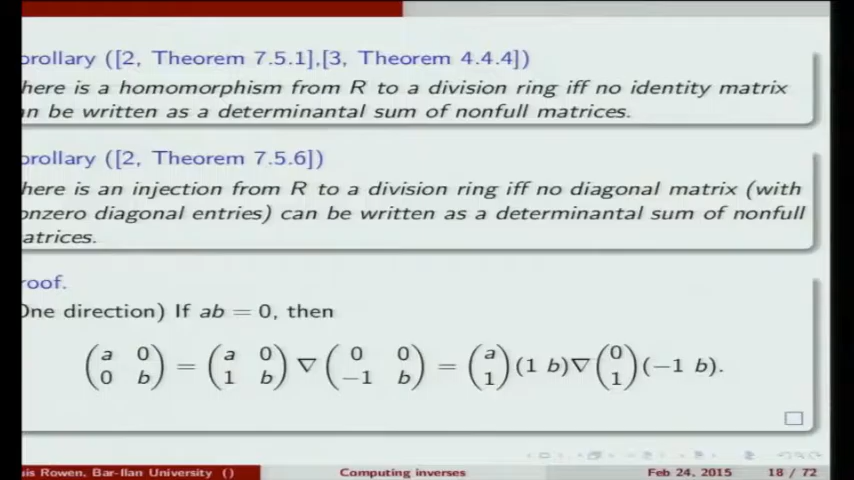 orollary ([2, Theorem 7.5.1],[3, Theorem 4.4.4])
here is a homomorphism from R to a division ring iff no identity matrix
an be written as a determinantal sum of nonfull matrices.
orollary ([2, Theorem 7.5.6])
here is an injection from R to a division ring iff no diagonal matrix (with
onzero diagonal entries) can be written as a determinantal sum of nonfull
atrices.
roof.
One direction) If ab = 0, then
(a 0
0 b) = (a 0
1 b) ∇ (0 0
−1 b) = (a
1) (1 b)∇ (0
1) (−1 b).
□
uis Rowen, Bar-Ilan University () Computing inverses Feb 24, 2015 18 / 72